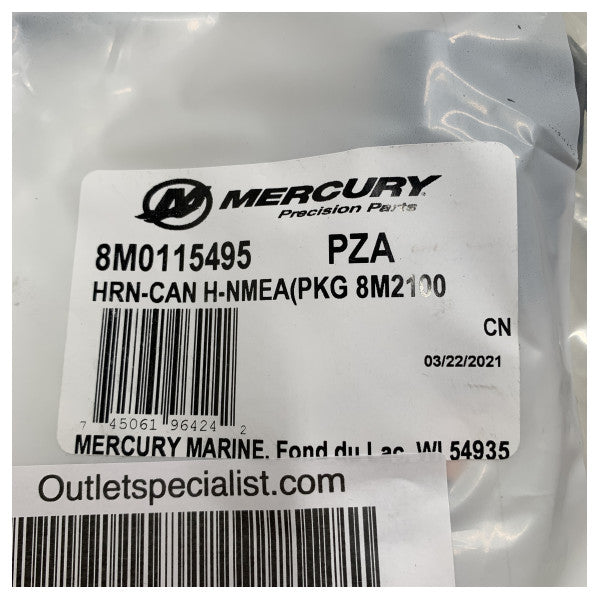 MERCURY
Precision Parts
8M0115495 PZA
HRN-CAN H-NMEA(PKG 8M2100
CN
03/22/2021
7 45061 96424 2
MERCURY MARINE, Fond du Lac, WI 54935
Outletspecialist.com